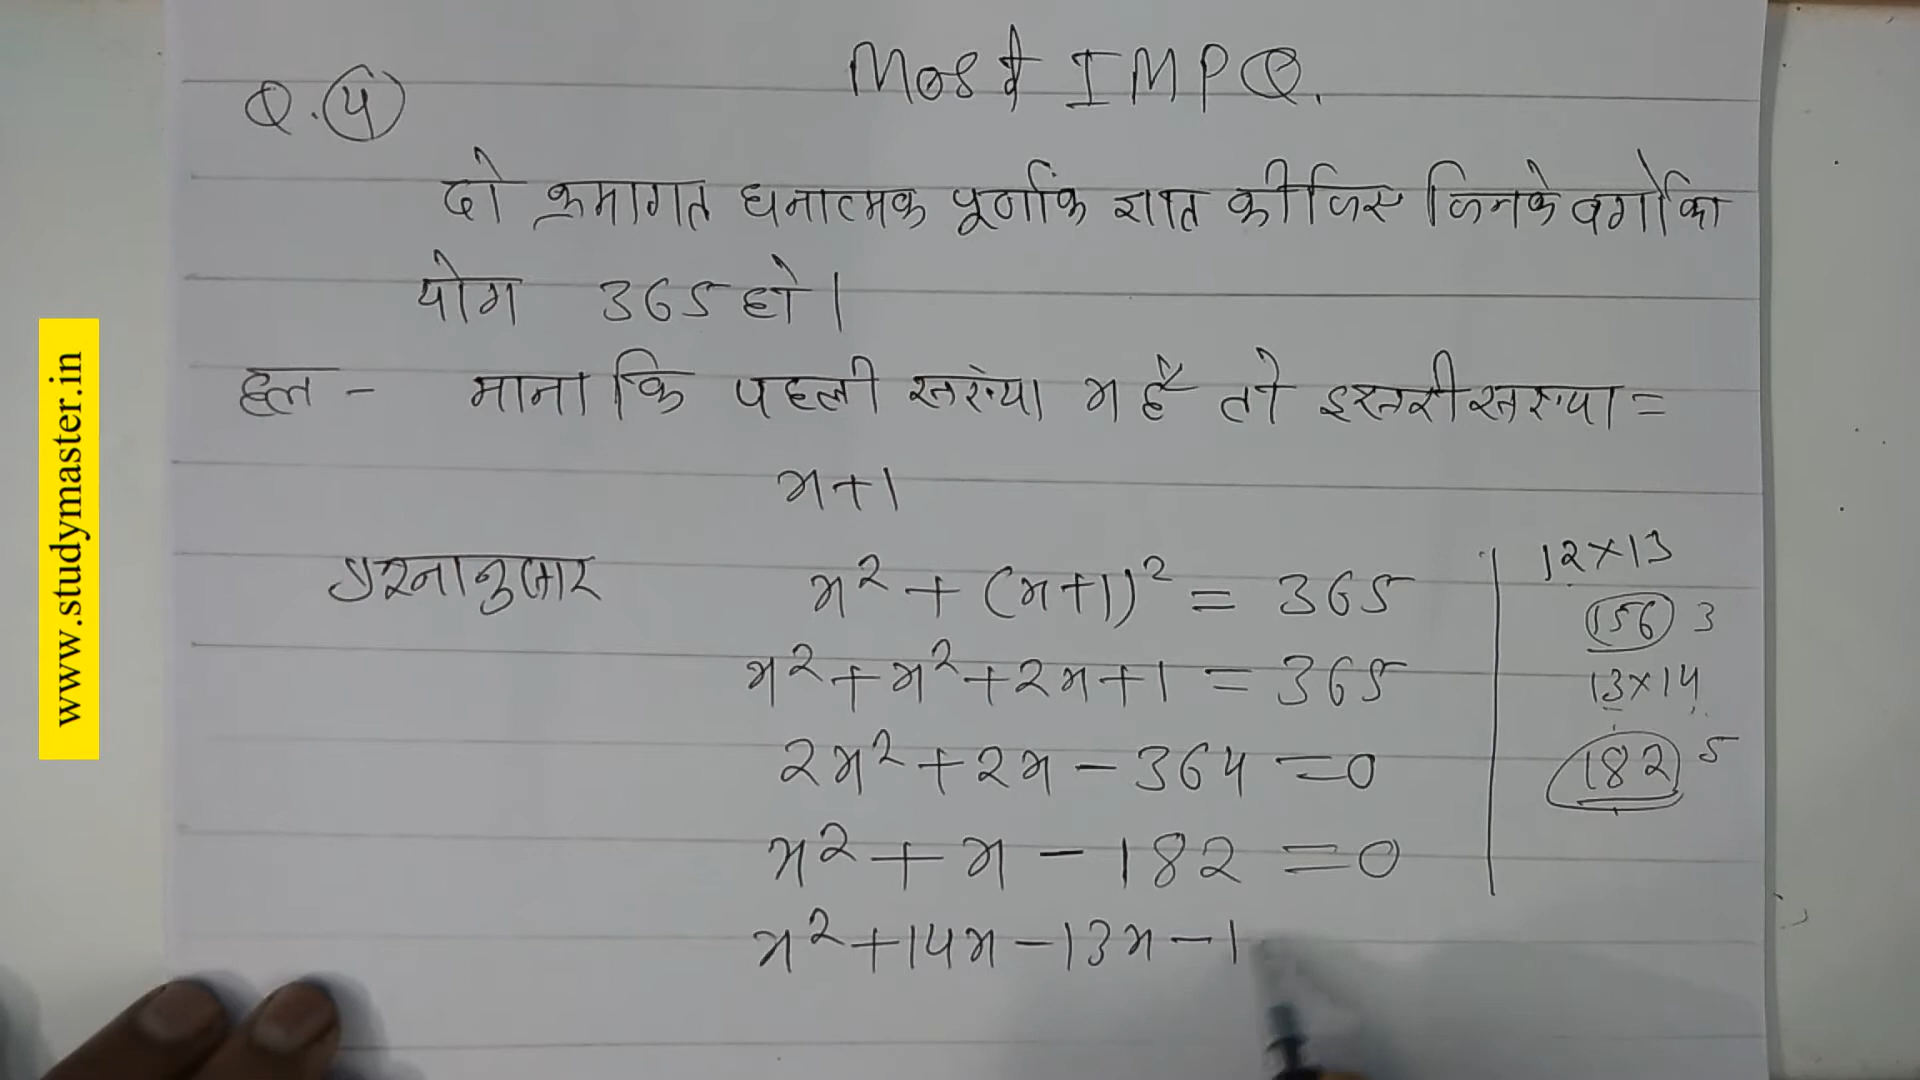 Most IMP Q.
Q. (4)
दो क्रमागत धनात्मक पूर्णांक ज्ञात कीजिए जिनके वर्गों का
योग 365 हो।
हल - माना कि पहली संख्या x है तो दूसरी संख्या =
x+1
प्रश्नानुसार x² + (x+1)² = 365
x² + x² + 2x + 1 = 365
2x² + 2x - 364 = 0
x² + x - 182 = 0
x² + 14x - 13x - 1
12×13
156 3
13×14
182 5
www.studymaster.in